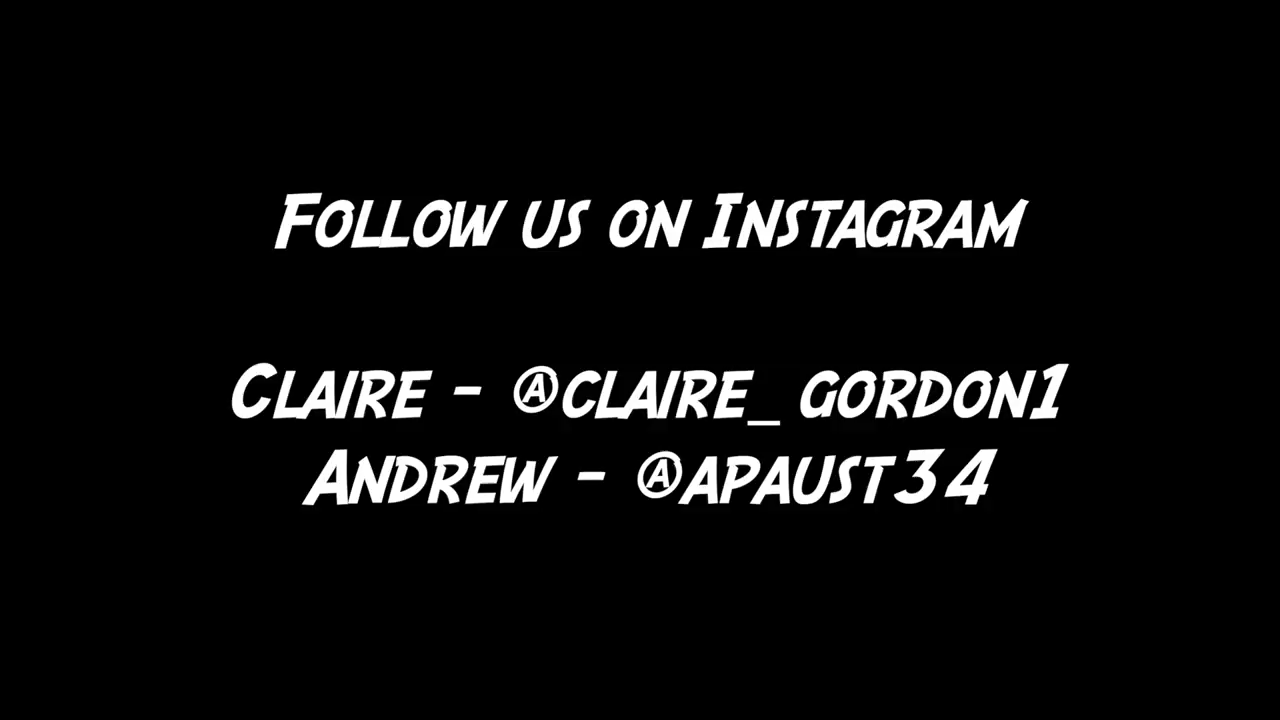 Follow us on Instagram
Claire - @claire_gordon1
Andrew - @apaust34